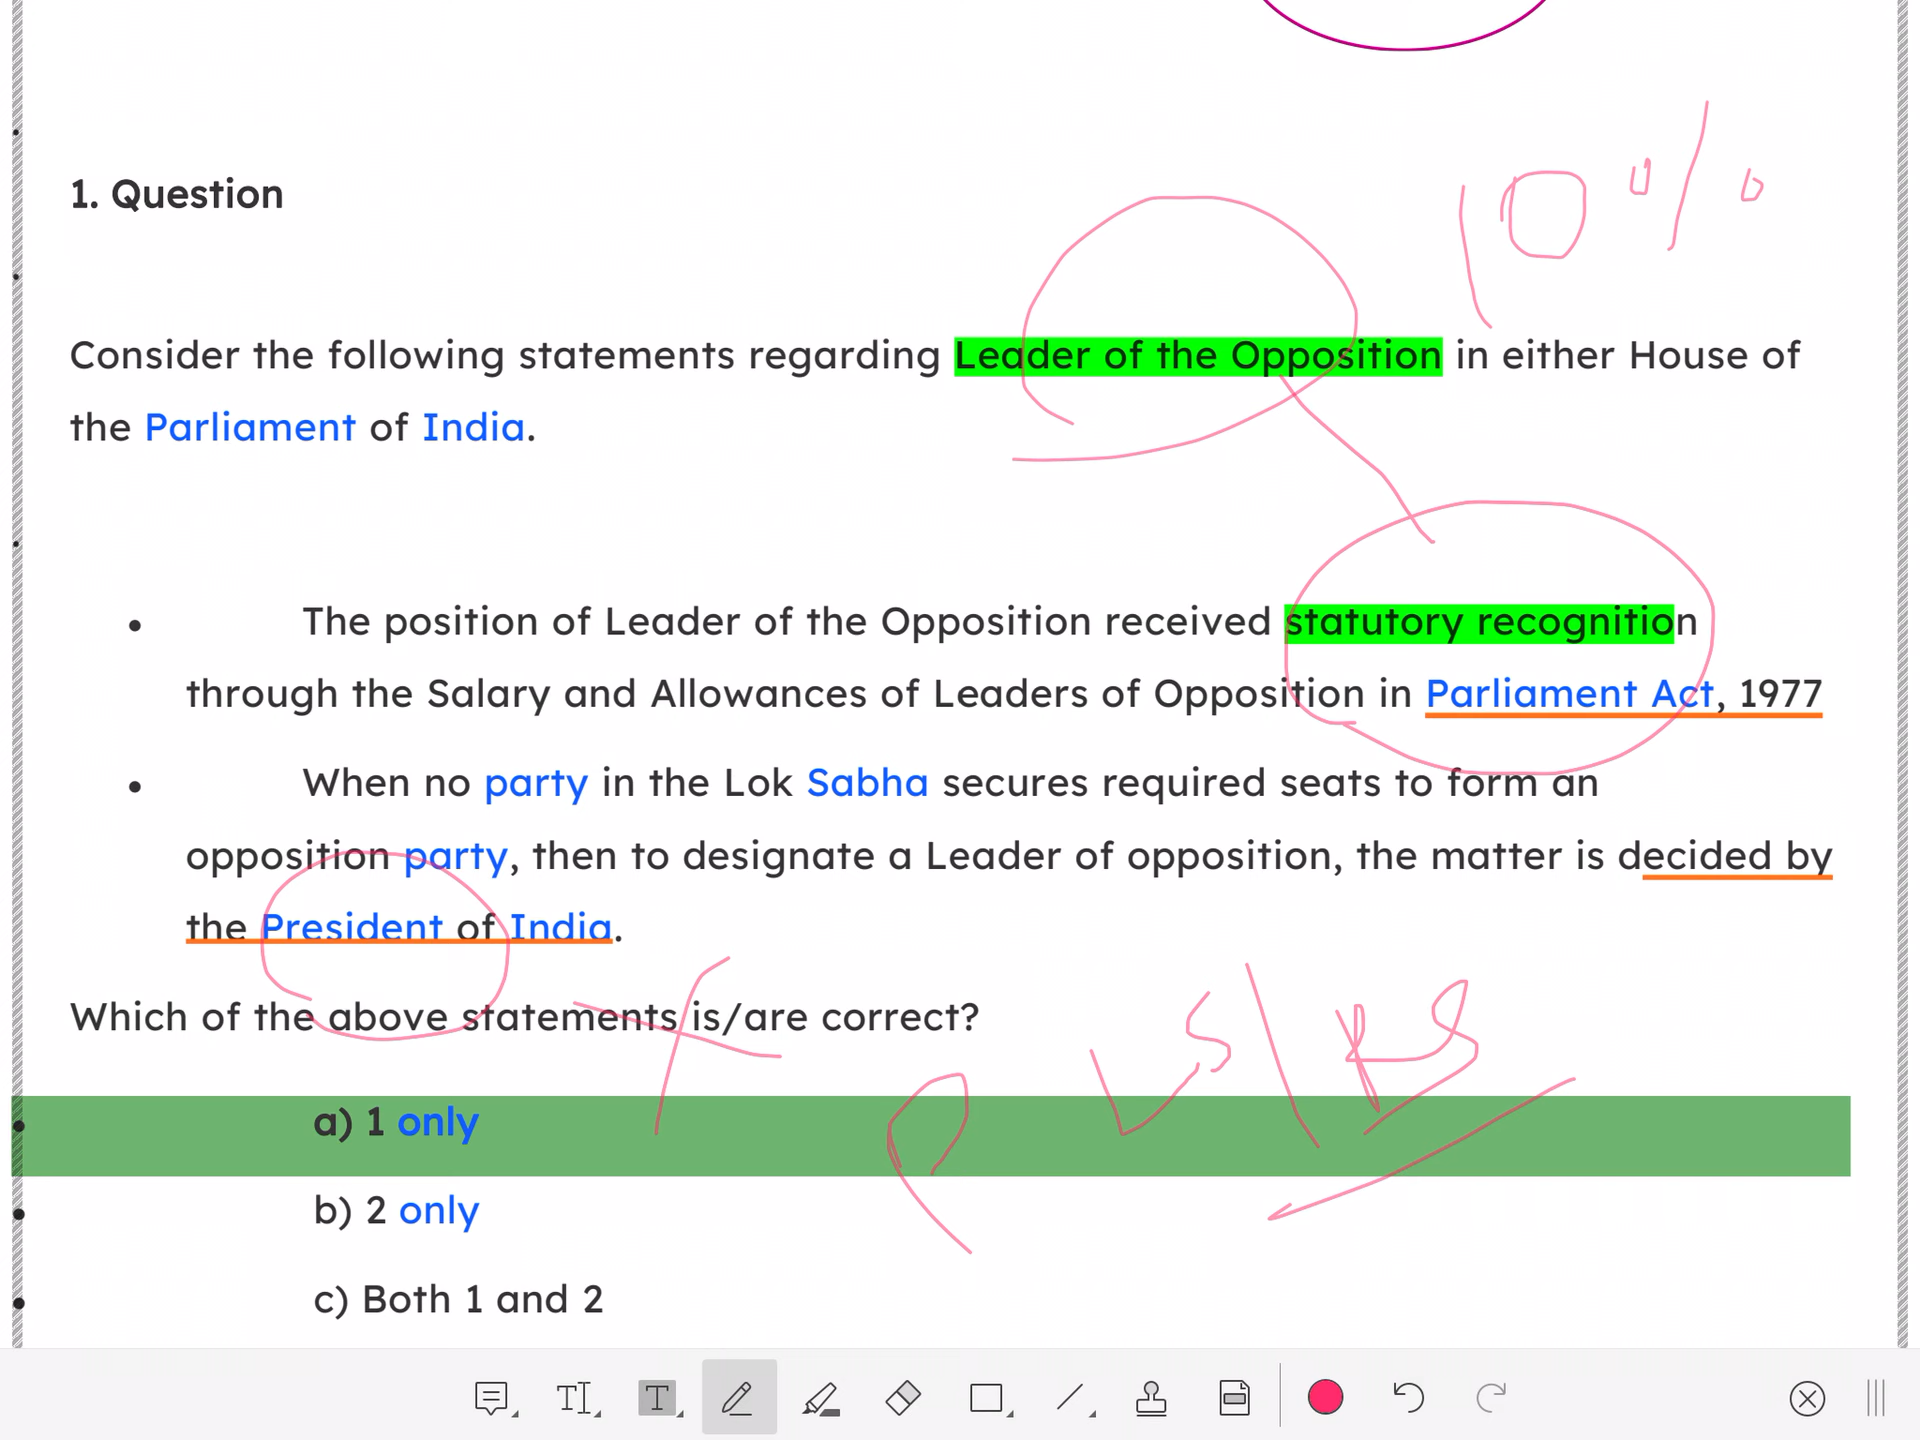 10%
1. Question
Consider the following statements regarding Leader of the Opposition in either House of
the Parliament of India.
• The position of Leader of the Opposition received statutory recognition
through the Salary and Allowances of Leaders of Opposition in Parliament Act, 1977
• When no party in the Lok Sabha secures required seats to form an
opposition party, then to designate a Leader of opposition, the matter is decided by
the President of India.
Which of the above statements is/are correct?
LS/RS
• a) 1 only
• b) 2 only
• c) Both 1 and 2